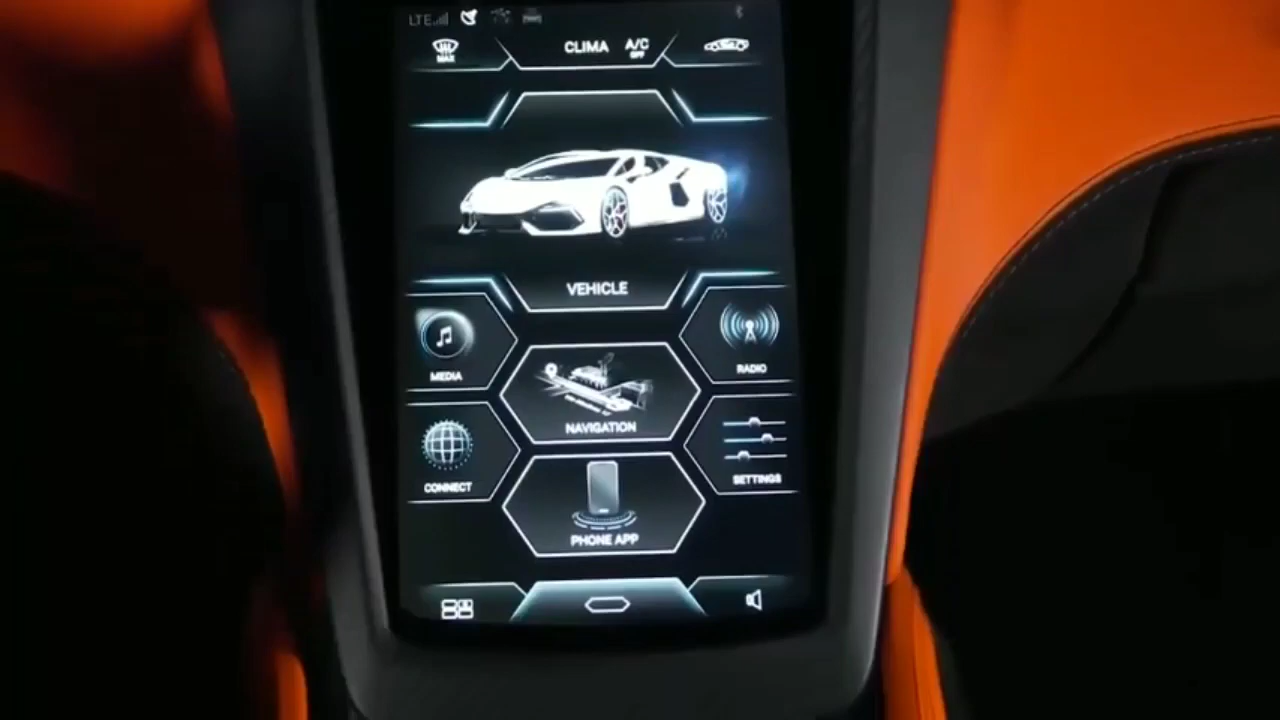 LTE
MAX
CLIMA
A/C
OFF
VEHICLE
MEDIA
RADIO
NAVIGATION
CONNECT
SETTINGS
PHONE APP